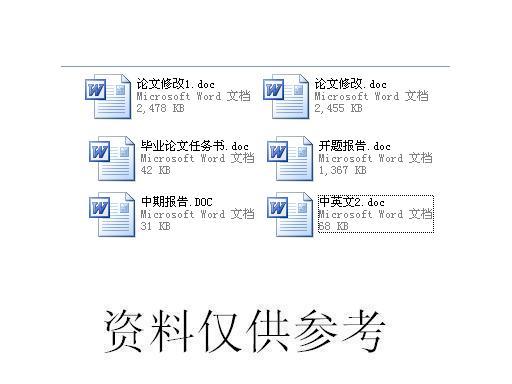 论文修改1.doc
Microsoft Word 文档
2,478 KB
论文修改.doc
Microsoft Word 文档
2,455 KB
毕业论文任务书.doc
Microsoft Word 文档
42 KB
开题报告.doc
Microsoft Word 文档
1,367 KB
中期报告.DOC
Microsoft Word 文档
31 KB
中英文2.doc
Microsoft Word 文档
68 KB
资料仅供参考